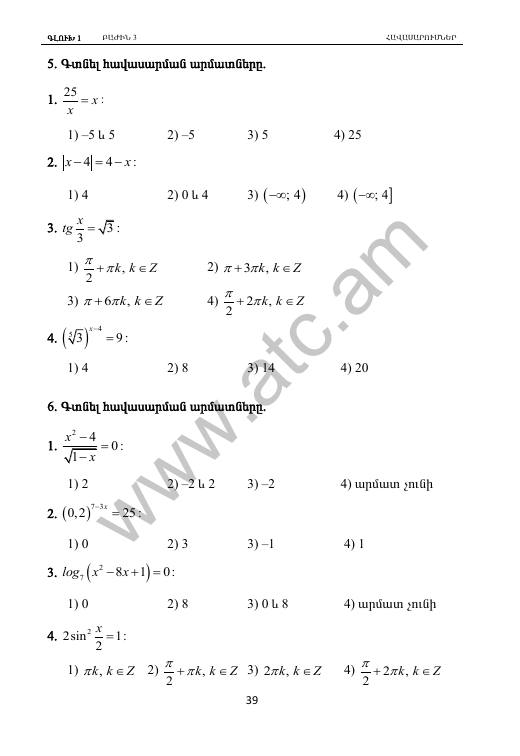 ԳԼՈՒԽ 1 ԲԱԺԻՆ 3 ՀԱՎԱՍԱՐՈՒՄՆԵՐ
5. Գտնել հավասարման արմատները.
1. 25/x = x :
1) –5 և 5 2) –5 3) 5 4) 25
2. |x − 4| = 4 − x :
1) 4 2) 0 և 4 3) (−∞; 4) 4) (−∞; 4]
3. tg x/3 = √3 :
1) π/2 + πk, k ∈ Z 2) π + 3πk, k ∈ Z
3) π + 6πk, k ∈ Z 4) π/2 + 2πk, k ∈ Z
4. (⁵√3)^(x−4) = 9 :
1) 4 2) 8 3) 14 4) 20
6. Գտնել հավասարման արմատները.
1. (x² − 4)/√(1 − x) = 0 :
1) 2 2) –2 և 2 3) –2 4) արմատ չունի
2. (0,2)^(7−3x) = 25 :
1) 0 2) 3 3) –1 4) 1
3. log₇(x² − 8x + 1) = 0 :
1) 0 2) 8 3) 0 և 8 4) արմատ չունի
4. 2sin² x/2 = 1 :
1) πk, k ∈ Z 2) π/2 + πk, k ∈ Z 3) 2πk, k ∈ Z 4) π/2 + 2πk, k ∈ Z
39
www.atc.am